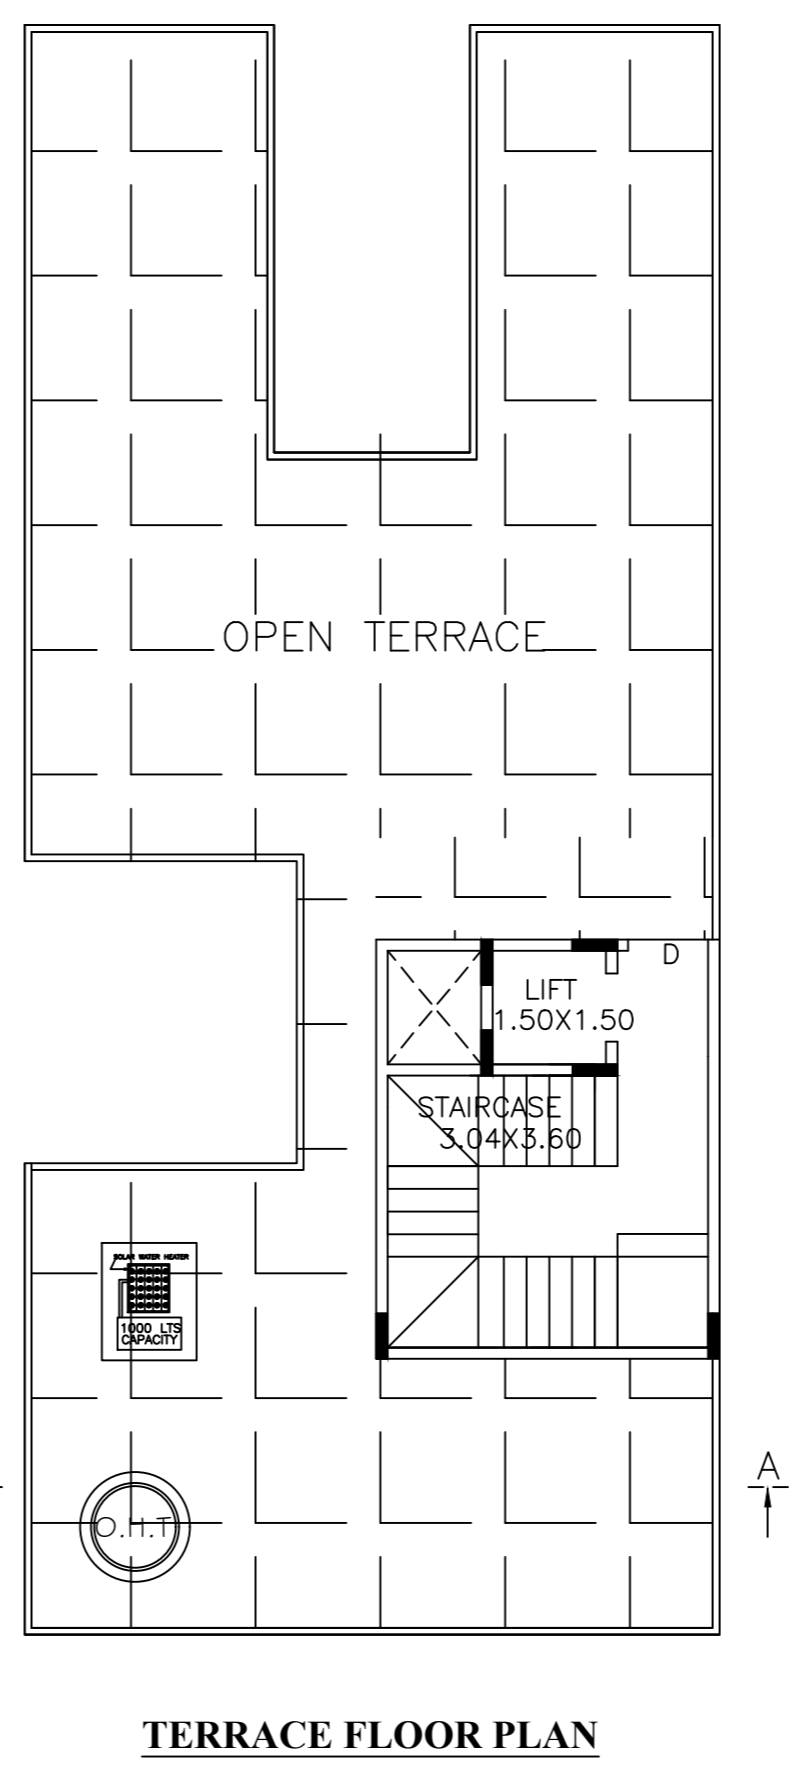 OPEN TERRACE
D
LIFT
1.50X1.50
STAIRCASE
3.04X3.60
SOLAR WATER HEATER
1000 LTS
CAPACITY
A
O.H.T
TERRACE FLOOR PLAN